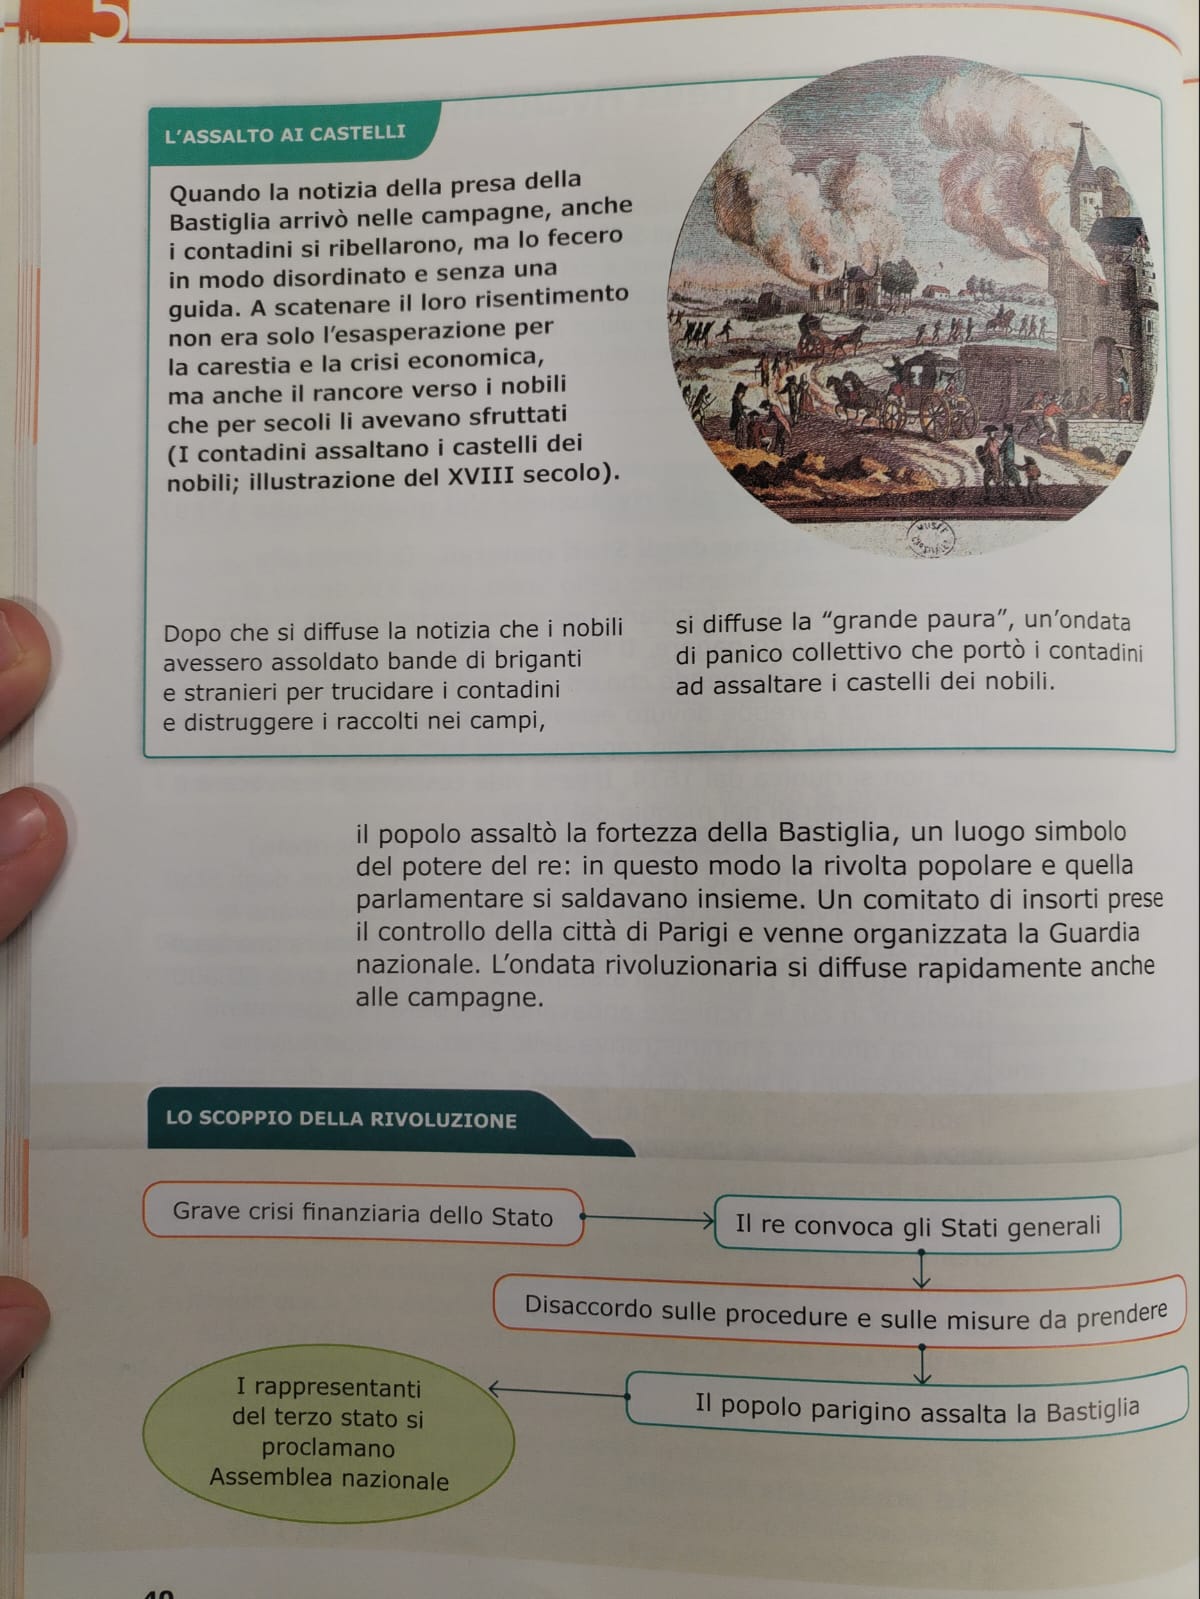 5
L'ASSALTO AI CASTELLI
Quando la notizia della presa della
Bastiglia arrivò nelle campagne, anche
i contadini si ribellarono, ma lo fecero
in modo disordinato e senza una
guida. A scatenare il loro risentimento
non era solo l'esasperazione per
la carestia e la crisi economica,
ma anche il rancore verso i nobili
che per secoli li avevano sfruttati
(I contadini assaltano i castelli dei
nobili; illustrazione del XVIII secolo).
MUSÉE
Dopo che si diffuse la notizia che i nobili
avessero assoldato bande di briganti
e stranieri per trucidare i contadini
e distruggere i raccolti nei campi,
si diffuse la “grande paura”, un'ondata
di panico collettivo che portò i contadini
ad assaltare i castelli dei nobili.
il popolo assaltò la fortezza della Bastiglia, un luogo simbolo
del potere del re: in questo modo la rivolta popolare e quella
parlamentare si saldavano insieme. Un comitato di insorti prese
il controllo della città di Parigi e venne organizzata la Guardia
nazionale. L'ondata rivoluzionaria si diffuse rapidamente anche
alle campagne.
LO SCOPPIO DELLA RIVOLUZIONE
Grave crisi finanziaria dello Stato
Il re convoca gli Stati generali
Disaccordo sulle procedure e sulle misure da prendere
Il popolo parigino assalta la Bastiglia
I rappresentanti
del terzo stato si
proclamano
Assemblea nazionale